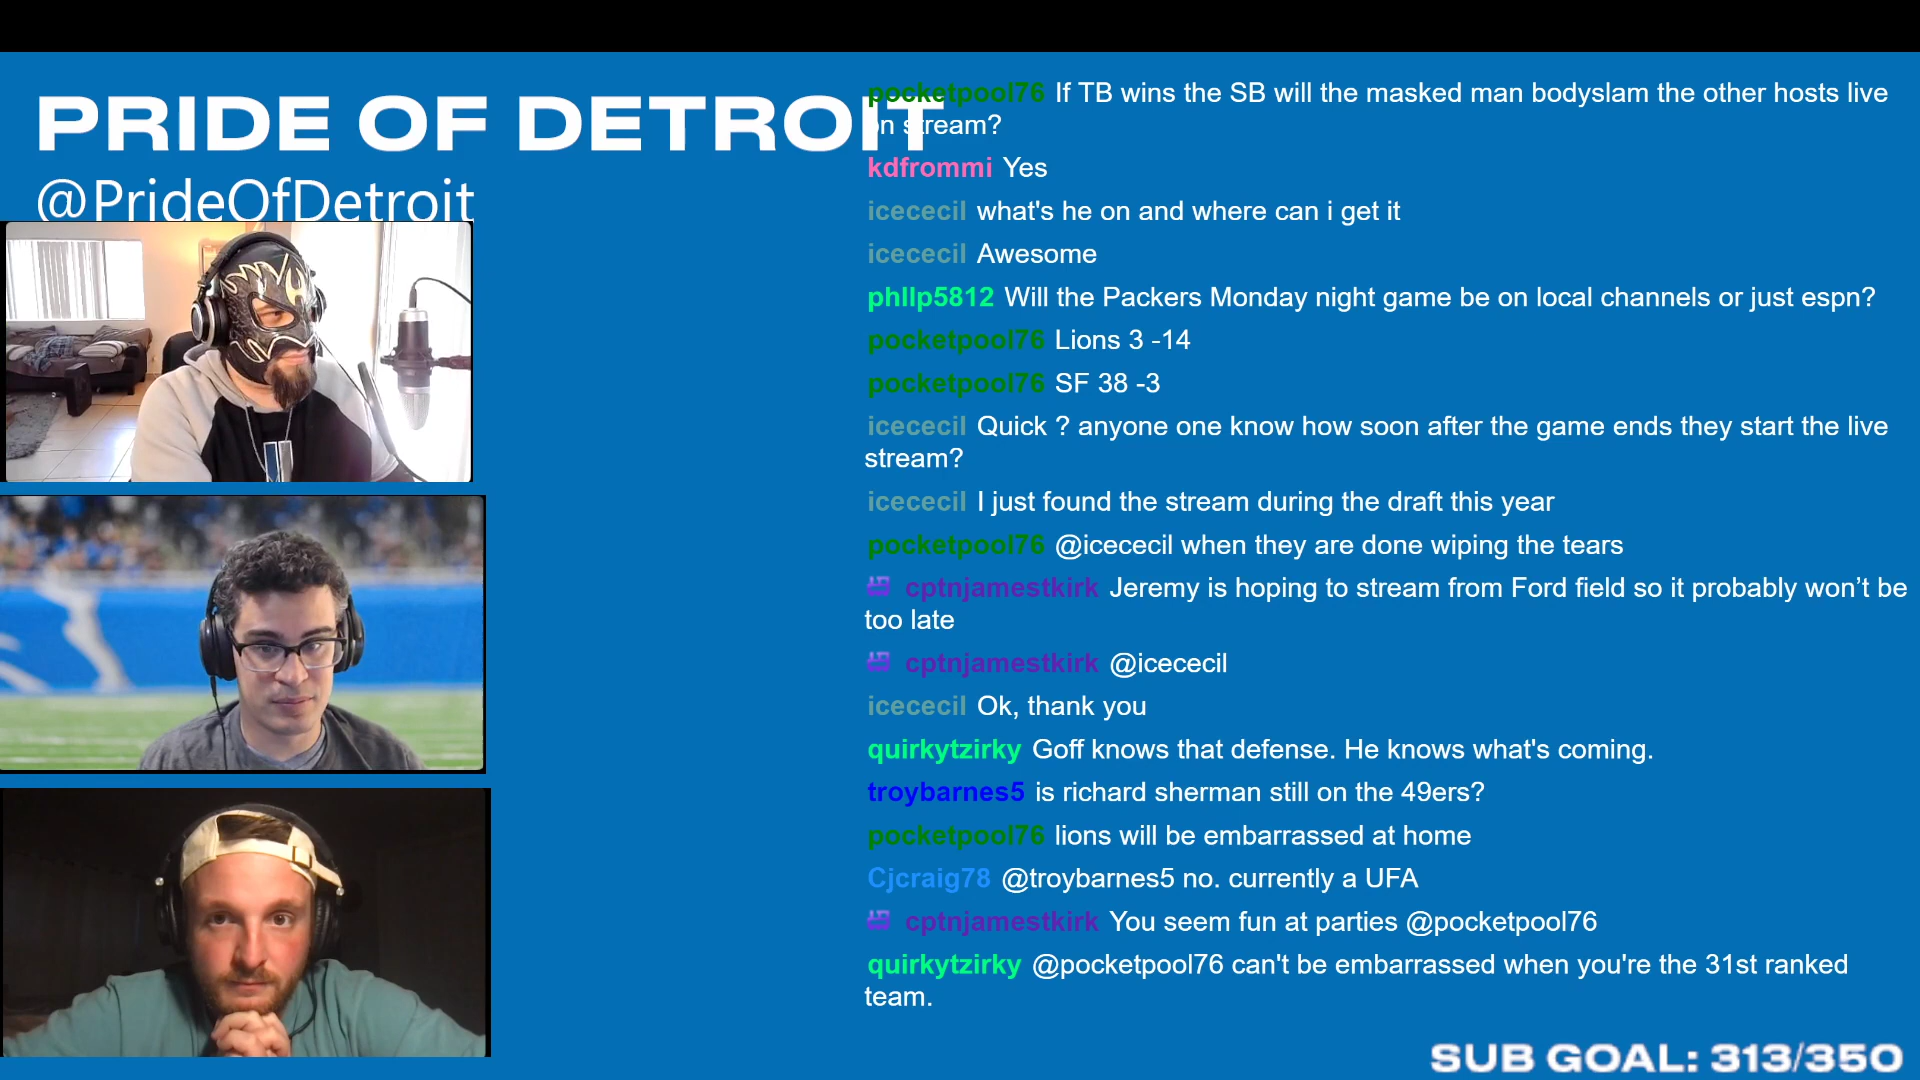 PRIDE OF DETROIT
@PrideOfDetroit
pocketpool76 If TB wins the SB will the masked man bodyslam the other hosts live
on stream?
kdfrommi Yes
icececil what's he on and where can i get it
icececil Awesome
phllp5812 Will the Packers Monday night game be on local channels or just espn?
pocketpool76 Lions 3 -14
pocketpool76 SF 38 -3
icececil Quick ? anyone one know how soon after the game ends they start the live
stream?
icececil I just found the stream during the draft this year
pocketpool76 @icececil when they are done wiping the tears
cptnjamestkirk Jeremy is hoping to stream from Ford field so it probably won’t be
too late
cptnjamestkirk @icececil
icececil Ok, thank you
quirkytzirky Goff knows that defense. He knows what's coming.
troybarnes5 is richard sherman still on the 49ers?
pocketpool76 lions will be embarrassed at home
Cjcraig78 @troybarnes5 no. currently a UFA
cptnjamestkirk You seem fun at parties @pocketpool76
quirkytzirky @pocketpool76 can't be embarrassed when you're the 31st ranked
team.
SUB GOAL: 313/350